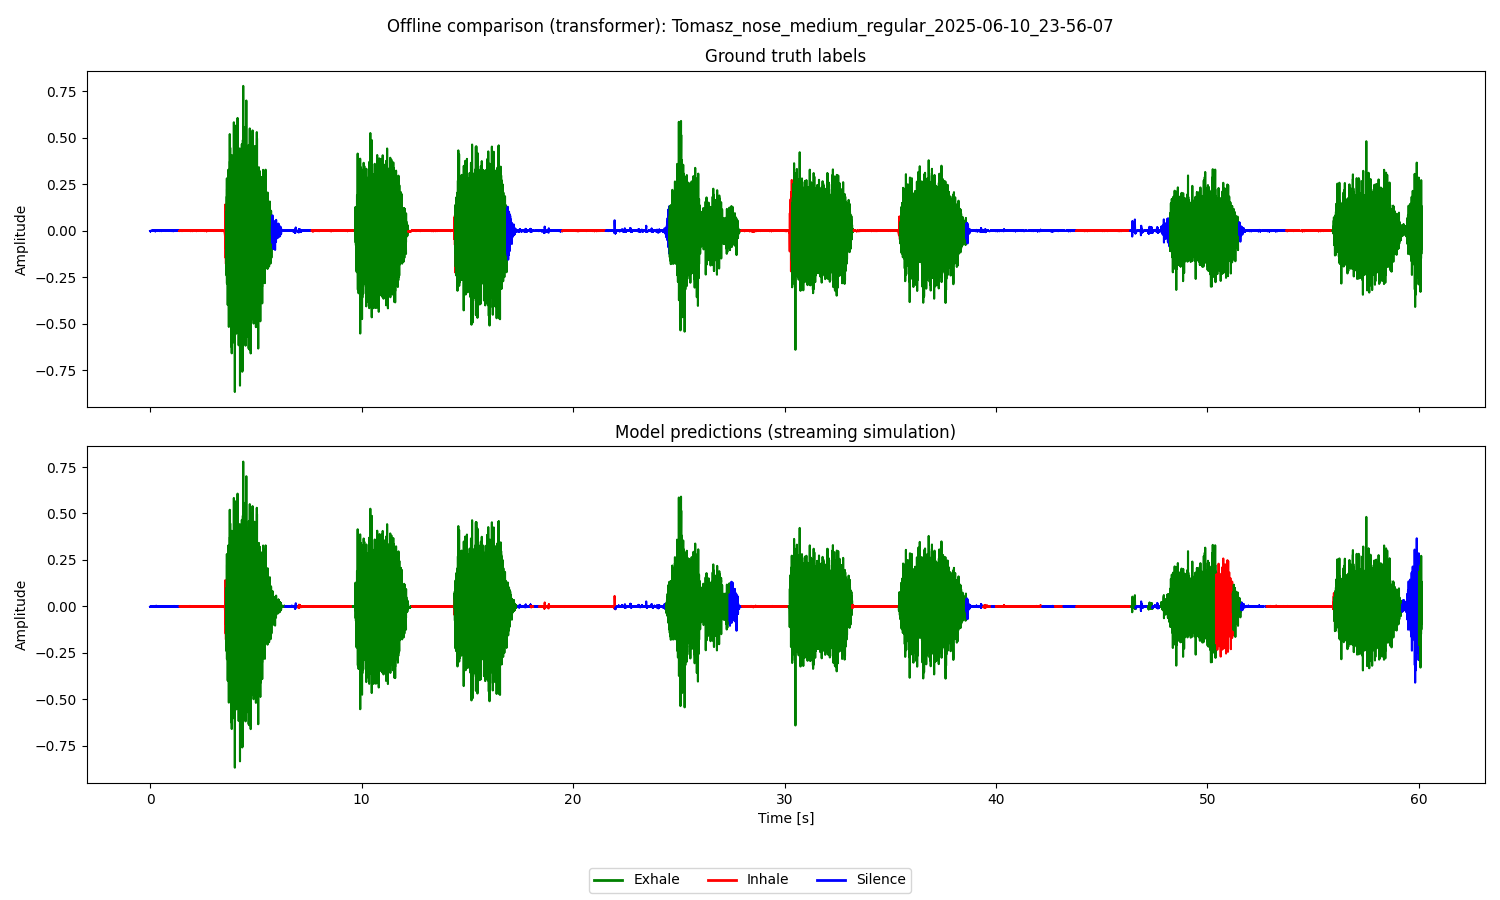 Offline comparison (transformer): Tomasz_nose_medium_regular_2025-06-10_23-56-07
Ground truth labels
0.75
0.50
0.25
0.00
−0.25
−0.50
−0.75
Amplitude
Model predictions (streaming simulation)
0.75
0.50
0.25
0.00
−0.25
−0.50
−0.75
Amplitude
0 10 20 30 40 50 60
Time [s]
Exhale Inhale Silence